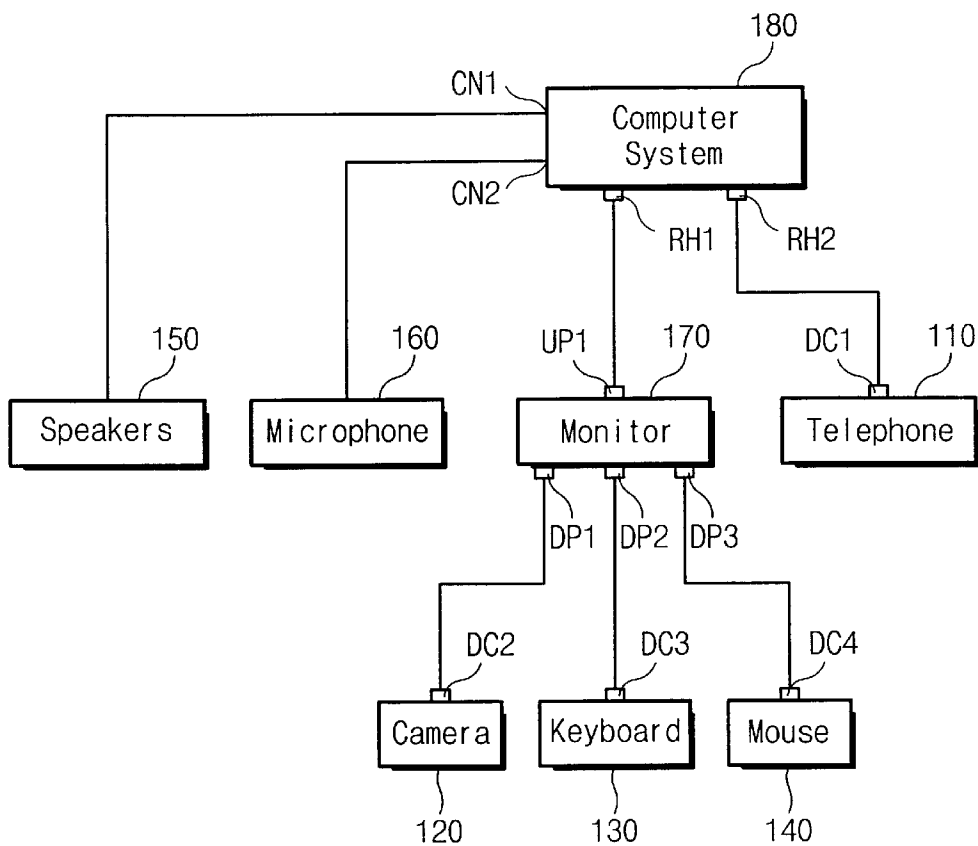 180
CN1
Computer
System
CN2
RH1
RH2
150
160
UP1
170
DC1
110
Speakers
Microphone
Monitor
Telephone
DP1
DP2
DP3
DC2
DC3
DC4
Camera
Keyboard
Mouse
120
130
140